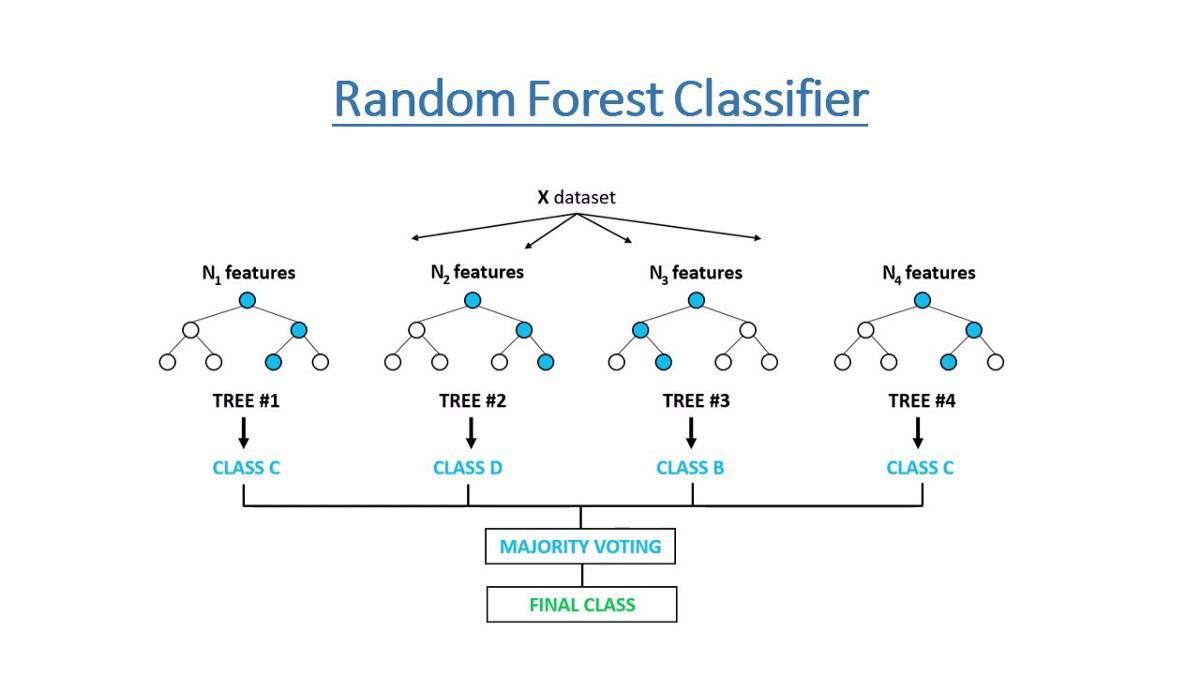 Random Forest Classifier
X dataset
N1 features N2 features N3 features N4 features
TREE #1 TREE #2 TREE #3 TREE #4
CLASS C CLASS D CLASS B CLASS C
MAJORITY VOTING
FINAL CLASS